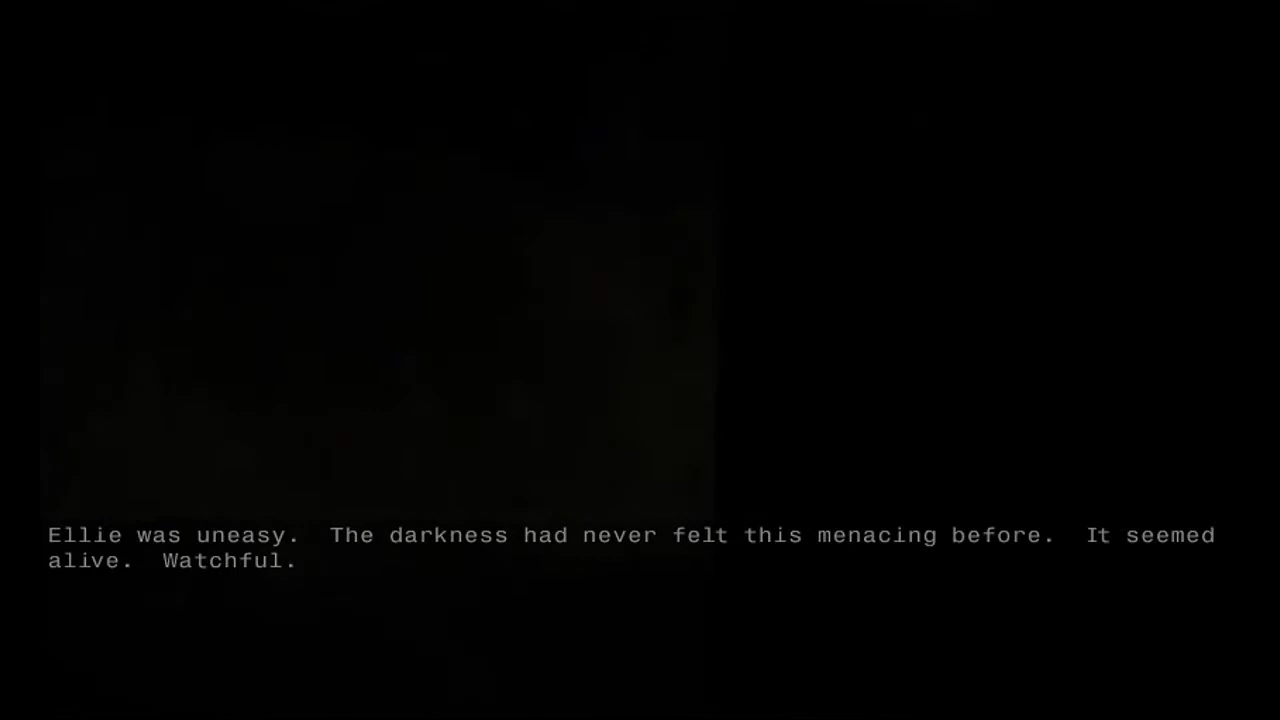 Ellie was uneasy.  The darkness had never felt this menacing before.  It seemed
alive.  Watchful.